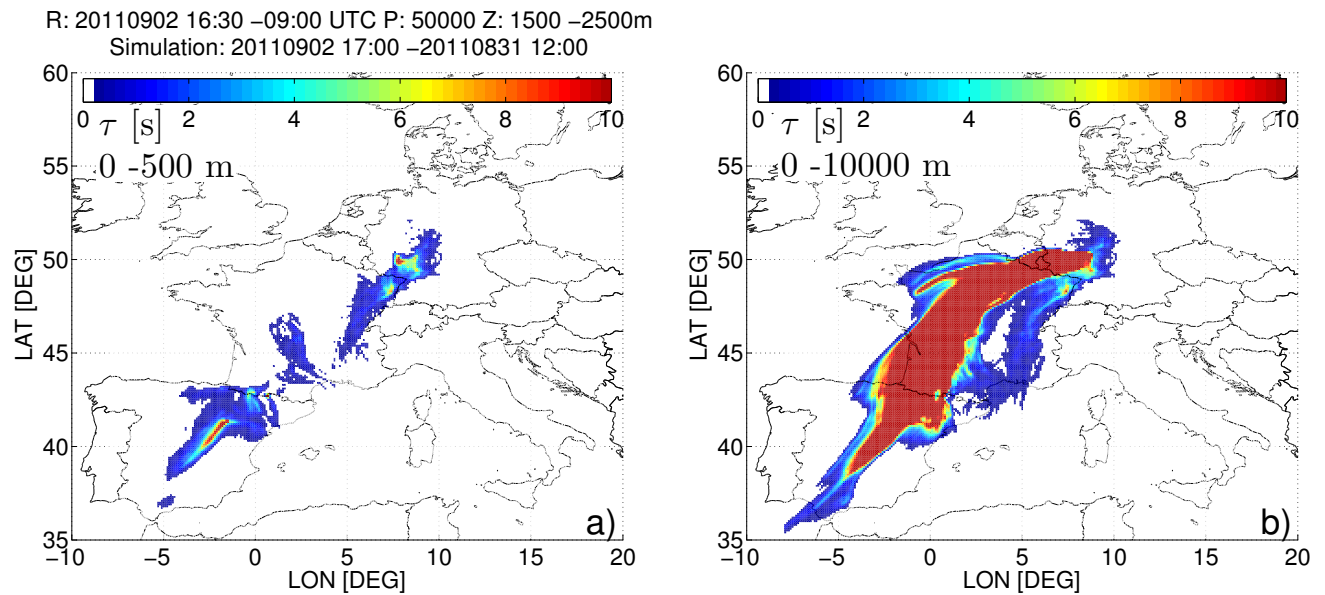 R: 20110902 16:30 −09:00 UTC P: 50000 Z: 1500 −2500m
Simulation: 20110902 17:00 −20110831 12:00
60
55
50
45
40
35
LAT [DEG]
0 2 4 6 8 10
τ [s]
0 -500 m
a)
−10 −5 0 5 10 15 20
LON [DEG]
60
55
50
45
40
35
LAT [DEG]
0 2 4 6 8 10
τ [s]
0 -10000 m
b)
−10 −5 0 5 10 15 20
LON [DEG]